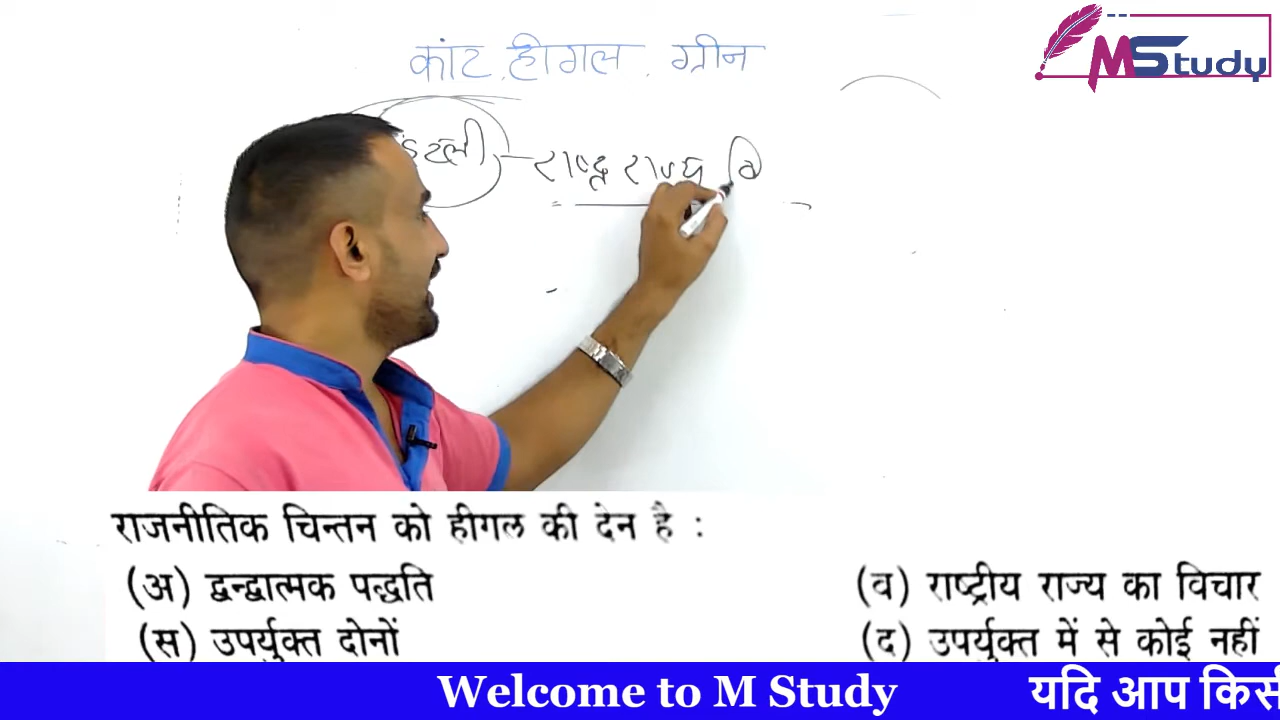 कांट, हीगल, ग्रीन
MStudy
राष्ट्र राज्य
राजनीतिक चिन्तन को हीगल की देन है :
(अ) द्वन्द्वात्मक पद्धति
(व) राष्ट्रीय राज्य का विचार
(स) उपर्युक्त दोनों
(द) उपर्युक्त में से कोई नहीं
Welcome to M Study
यदि आप किसी